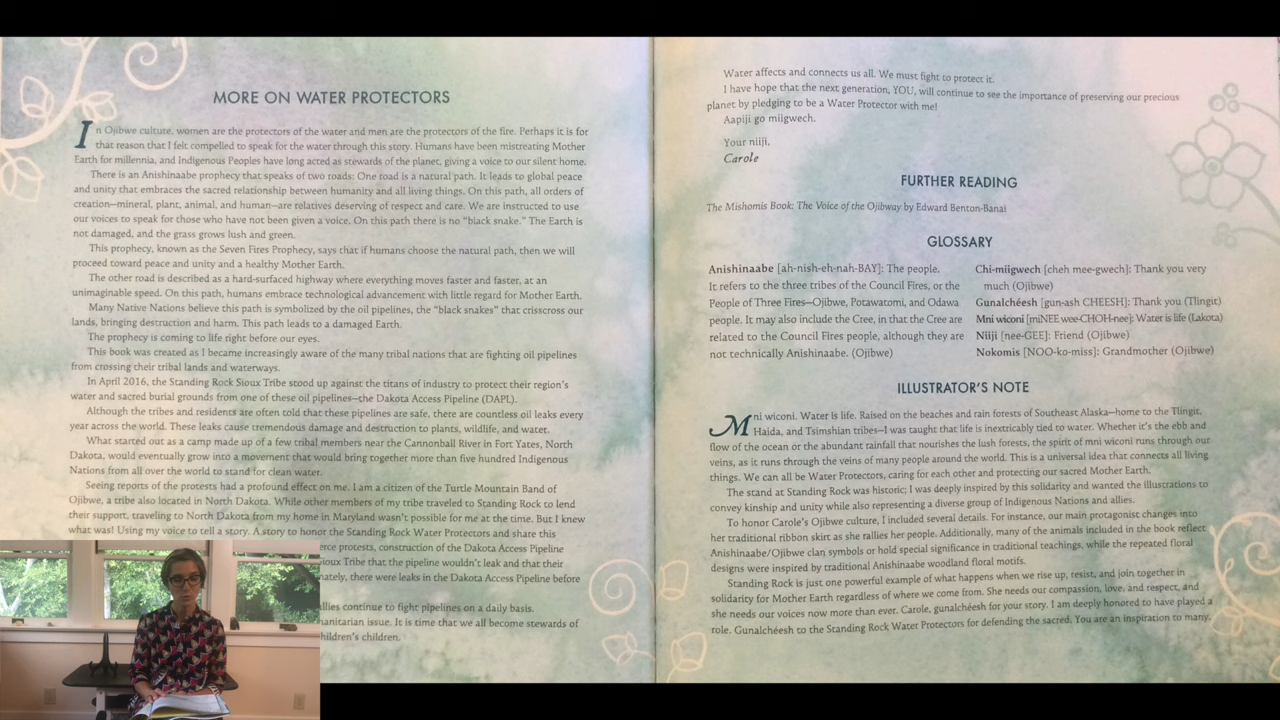 MORE ON WATER PROTECTORS
In Ojibwe culture, women are the protectors of the water and men are the protectors of the fire. Perhaps it is for
that reason that I felt compelled to speak for the water through this story. Humans have been mistreating Mother
Earth for millennia, and Indigenous Peoples have long acted as stewards of the planet, giving a voice to our silent home.
There is an Anishinaabe prophecy that speaks of two roads: One road is a natural path. It leads to global peace
and unity that embraces the sacred relationship between humanity and all living things. On this path, all orders of
creation—mineral, plant, animal, and human—are relatives deserving of respect and care. We are instructed to use
our voices to speak for those who have not been given a voice. On this path there is no "black snake." The Earth is
not damaged, and the grass grows lush and green.
This prophecy, known as the Seven Fires Prophecy, says that if humans choose the natural path, then we will
proceed toward peace and unity and a healthy Mother Earth.
The other road is described as a hard-surfaced highway where everything moves faster and faster, at an
unimaginable speed. On this path, humans embrace technological advancement with little regard for Mother Earth.
Many Native Nations believe this path is symbolized by the oil pipelines, the "black snakes" that crisscross our
lands, bringing destruction and harm. This path leads to a damaged Earth.
The prophecy is coming to life right before our eyes.
This book was created as I became increasingly aware of the many tribal nations that are fighting oil pipelines
from crossing their tribal lands and waterways.
In April 2016, the Standing Rock Sioux Tribe stood up against the titans of industry to protect their region's
water and sacred burial grounds from one of these oil pipelines—the Dakota Access Pipeline (DAPL).
Although the tribes and residents are often told that these pipelines are safe, there are countless oil leaks every
year across the world. These leaks cause tremendous damage and destruction to plants, wildlife, and water.
What started out as a camp made up of a few tribal members near the Cannonball River in Fort Yates, North
Dakota, would eventually grow into a movement that would bring together more than five hundred Indigenous
Nations from all over the world to stand for clean water.
Seeing reports of the protests had a profound effect on me. I am a citizen of the Turtle Mountain Band of
Ojibwe, a tribe also located in North Dakota. While other members of my tribe traveled to Standing Rock to lend
their support, traveling to North Dakota from my home in Maryland wasn't possible for me at the time. But I knew
what was! Using my voice to tell a story. A story to honor the Standing Rock Water Protectors and share this
erce protests, construction of the Dakota Access Pipeline
ioux Tribe that the pipeline wouldn't leak and that their
nately, there were leaks in the Dakota Access Pipeline before
allies continue to fight pipelines on a daily basis.
anitarian issue. It is time that we all become stewards of
hildren's children.
Water affects and connects us all. We must fight to protect it.
I have hope that the next generation, YOU, will continue to see the importance of preserving our precious
planet by pledging to be a Water Protector with me!
Aapiji go miigwech.
Your niiji,
Carole
FURTHER READING
The Mishomis Book: The Voice of the Ojibway by Edward Benton-Banai
GLOSSARY
Anishinaabe [ah-nish-eh-nah-BAY]: The people.
It refers to the three tribes of the Council Fires, or the
People of Three Fires—Ojibwe, Potawatomi, and Odawa
people. It may also include the Cree, in that the Cree are
related to the Council Fires people, although they are
not technically Anishinaabe. (Ojibwe)
Chi-miigwech [cheh mee-gwech]: Thank you very
much (Ojibwe)
Gunalchéesh [gun-ash CHEESH]: Thank you (Tlingit)
Mni wiconi [miNEE wee-CHOH-nee]: Water is life (Lakota)
Niiji [nee-GEE]: Friend (Ojibwe)
Nokomis [NOO-ko-miss]: Grandmother (Ojibwe)
ILLUSTRATOR'S NOTE
Mni wiconi. Water is life. Raised on the beaches and rain forests of Southeast Alaska—home to the Tlingit,
Haida, and Tsimshian tribes—I was taught that life is inextricably tied to water. Whether it's the ebb and
flow of the ocean or the abundant rainfall that nourishes the lush forests, the spirit of mni wiconi runs through our
veins, as it runs through the veins of many people around the world. This is a universal idea that connects all living
things. We can all be Water Protectors, caring for each other and protecting our sacred Mother Earth.
The stand at Standing Rock was historic; I was deeply inspired by this solidarity and wanted the illustrations to
convey kinship and unity while also representing a diverse group of Indigenous Nations and allies.
To honor Carole's Ojibwe culture, I included several details. For instance, our main protagonist changes into
her traditional ribbon skirt as she rallies her people. Additionally, many of the animals included in the book reflect
Anishinaabe/Ojibwe clan symbols or hold special significance in traditional teachings, while the repeated floral
designs were inspired by traditional Anishinaabe woodland floral motifs.
Standing Rock is just one powerful example of what happens when we rise up, resist, and join together in
solidarity for Mother Earth regardless of where we come from. She needs our compassion, love, and respect, and
she needs our voices now more than ever. Carole, gunalchéesh for your story. I am deeply honored to have played a
role. Gunalchéesh to the Standing Rock Water Protectors for defending the sacred. You are an inspiration to many.